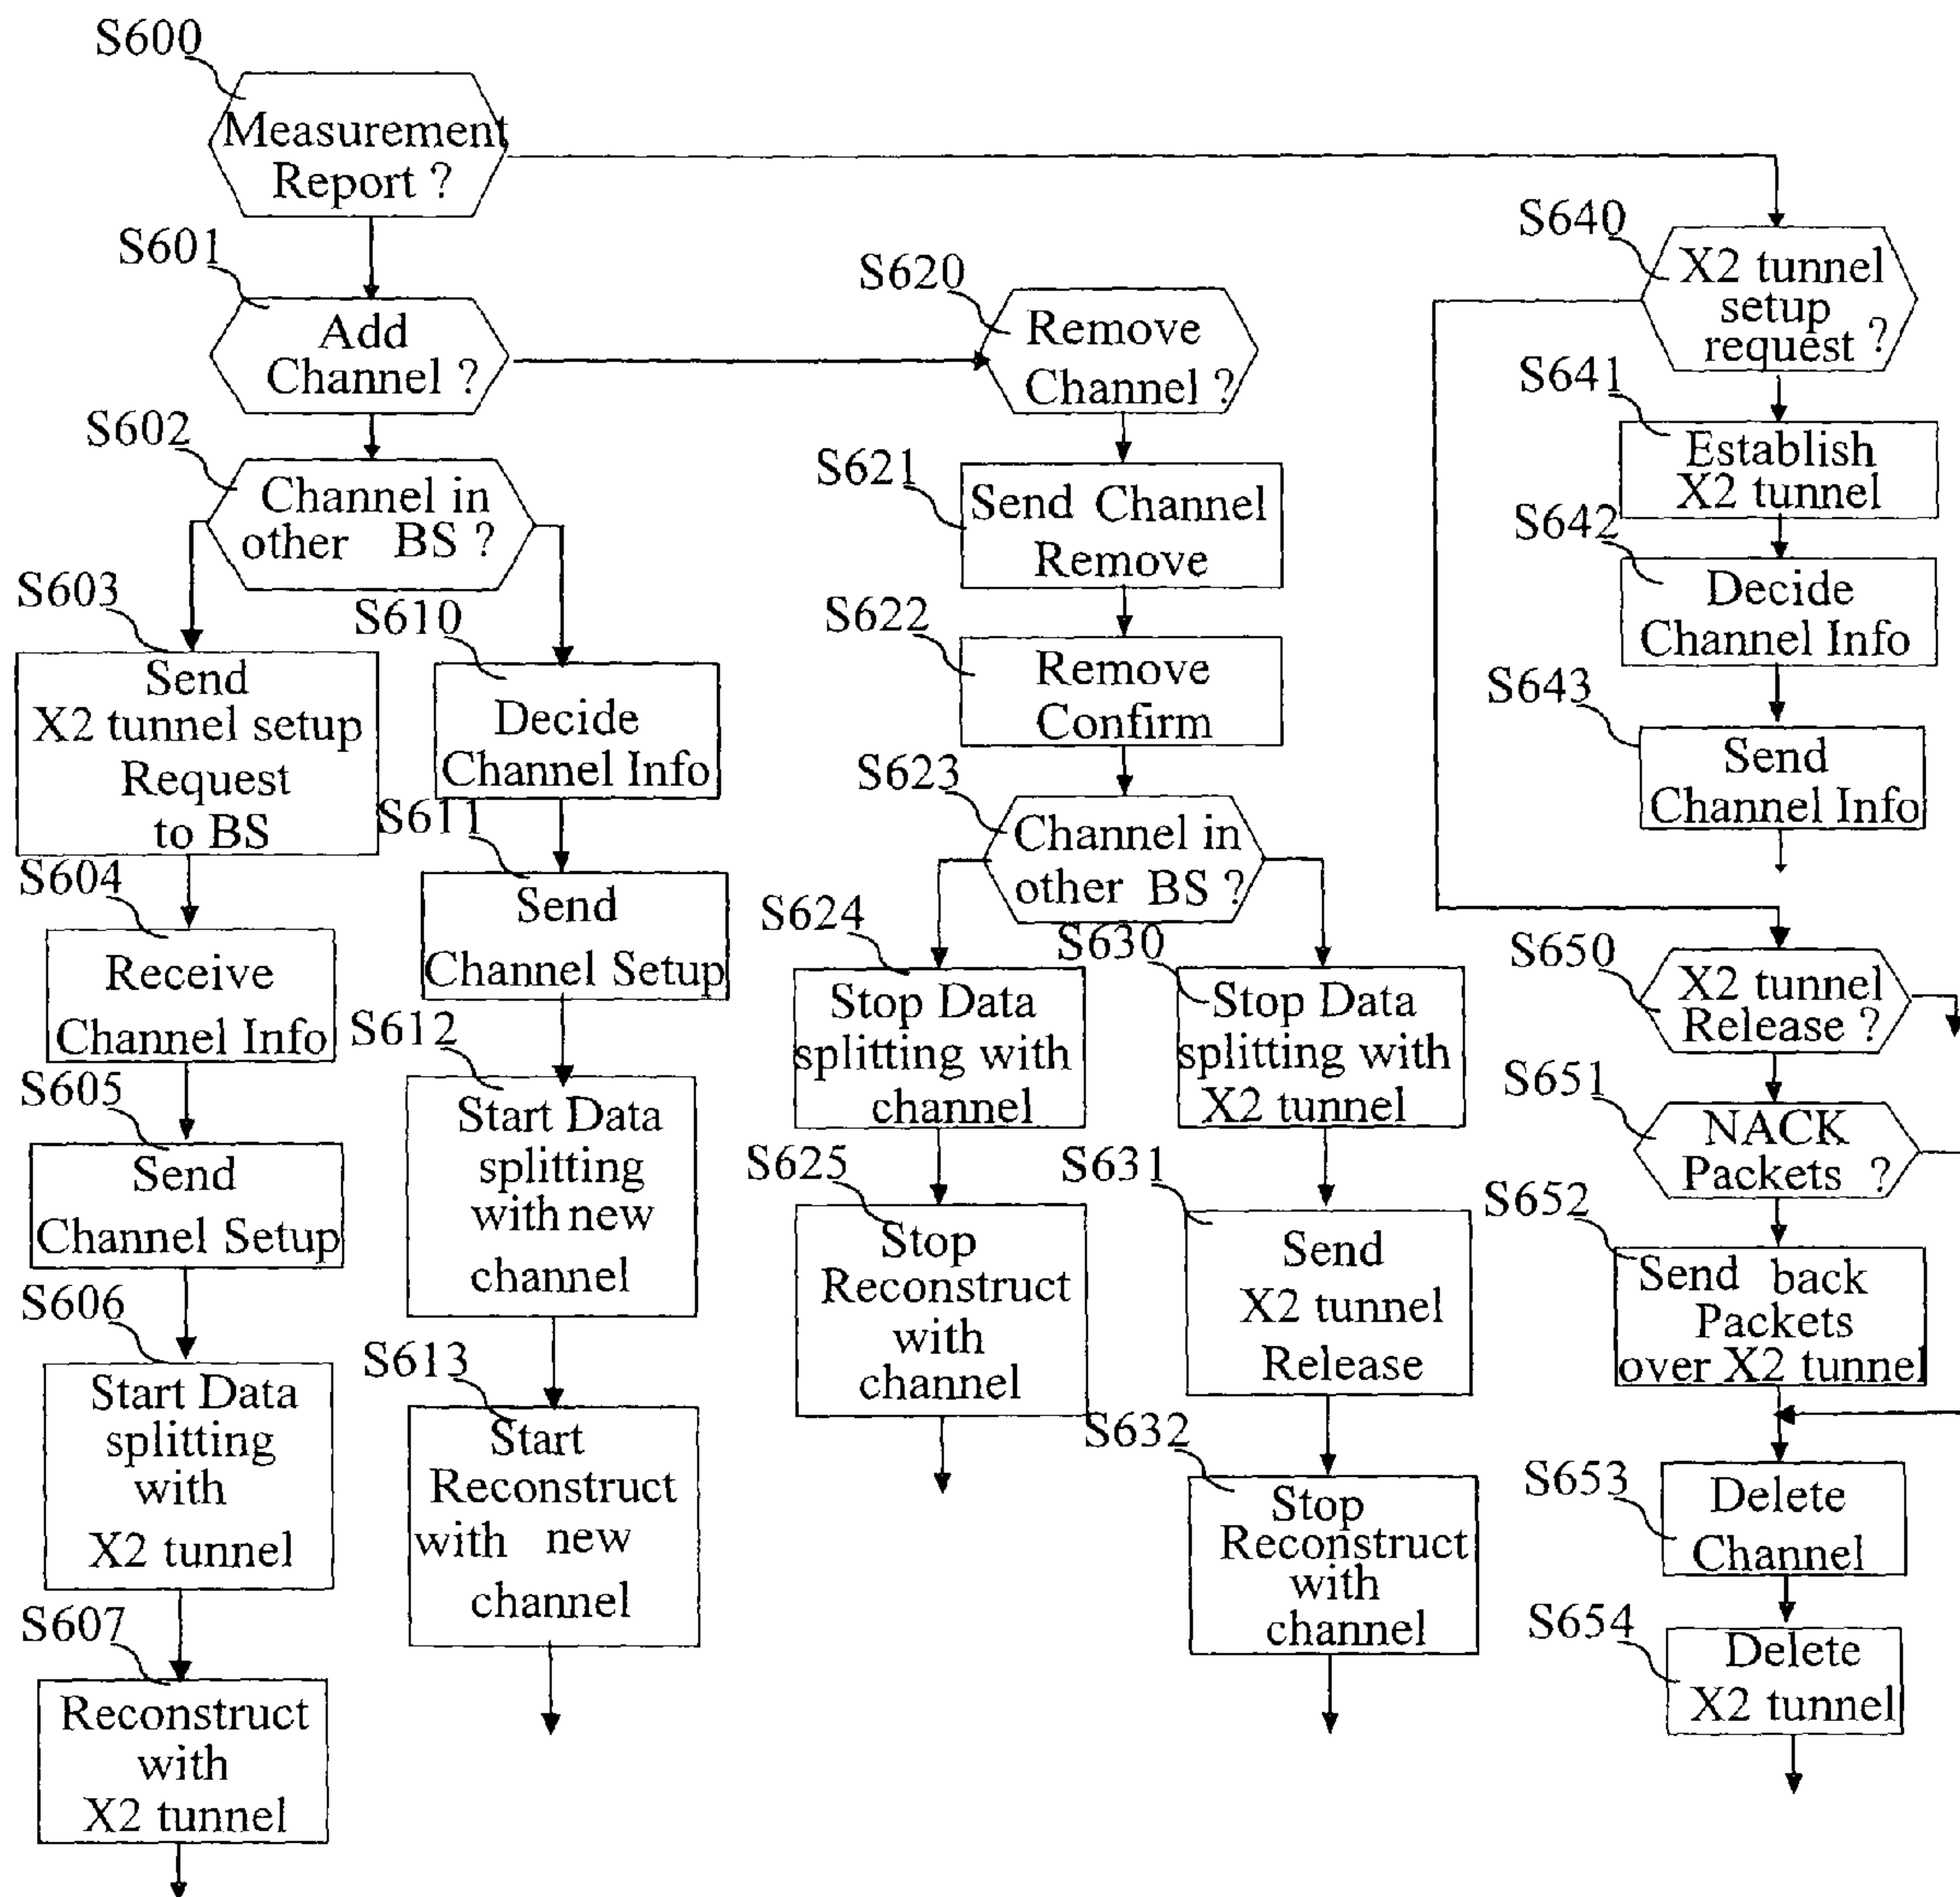 S600
Measurement
Report ?
S601
Add
Channel ?
S602
Channel in
other BS ?
S603
Send
X2 tunnel setup
Request
to BS
S604
Receive
Channel Info
S605
Send
Channel Setup
S606
Start Data
splitting
with
X2 tunnel
S607
Reconstruct
with
X2 tunnel
S610
Decide
Channel Info
S611
Send
Channel Setup
S612
Start Data
splitting
with new
channel
S613
Start
Reconstruct
with new
channel
S620
Remove
Channel ?
S621
Send Channel
Remove
S622
Remove
Confirm
S623
Channel in
other BS ?
S624
Stop Data
splitting with
channel
S625
Stop
Reconstruct
with
channel
S630
Stop Data
splitting with
X2 tunnel
S631
Send
X2 tunnel
Release
S632
Stop
Reconstruct
with
channel
S640
X2 tunnel
setup
request ?
S641
Establish
X2 tunnel
S642
Decide
Channel Info
S643
Send
Channel Info
S650
X2 tunnel
Release ?
S651
NACK
Packets ?
S652
Send back
Packets
over X2 tunnel
S653
Delete
Channel
S654
Delete
X2 tunnel